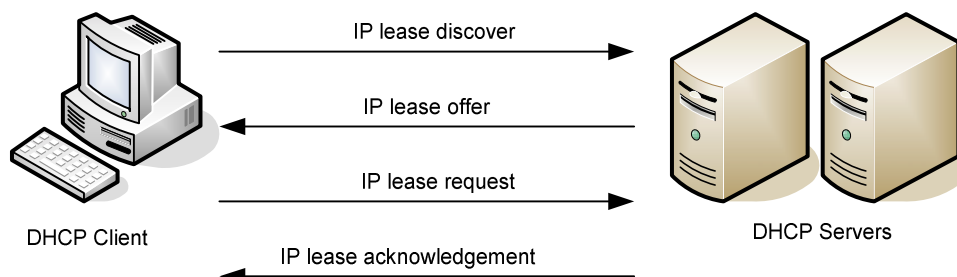 IP lease discover
IP lease offer
IP lease request
DHCP Client
DHCP Servers
IP lease acknowledgement